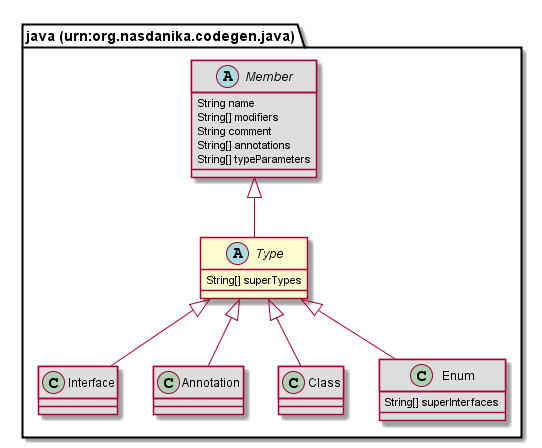 java (urn:org.nasdanika.codegen.java)
A Member
String name
String[] modifiers
String comment
String[] annotations
String[] typeParameters
A Type
String[] superTypes
C Interface
C Annotation
C Class
C Enum
String[] superInterfaces